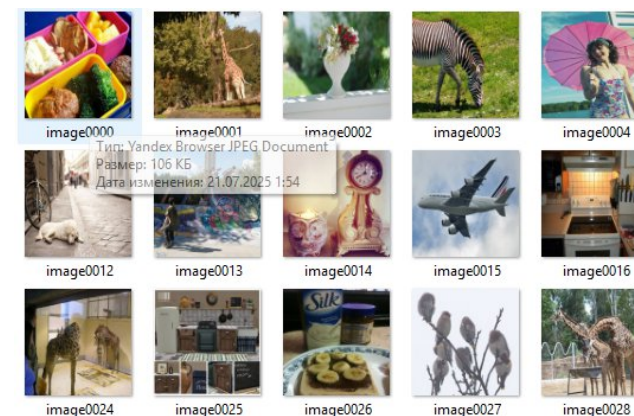 image0000
image0001
image0002
image0003
image0004
Тип: Yandex Browser JPEG Document
Размер: 106 КБ
Дата изменения: 21.07.2025 1:54
image0012
image0013
image0014
image0015
image0016
Silk
image0024
image0025
image0026
image0027
image0028